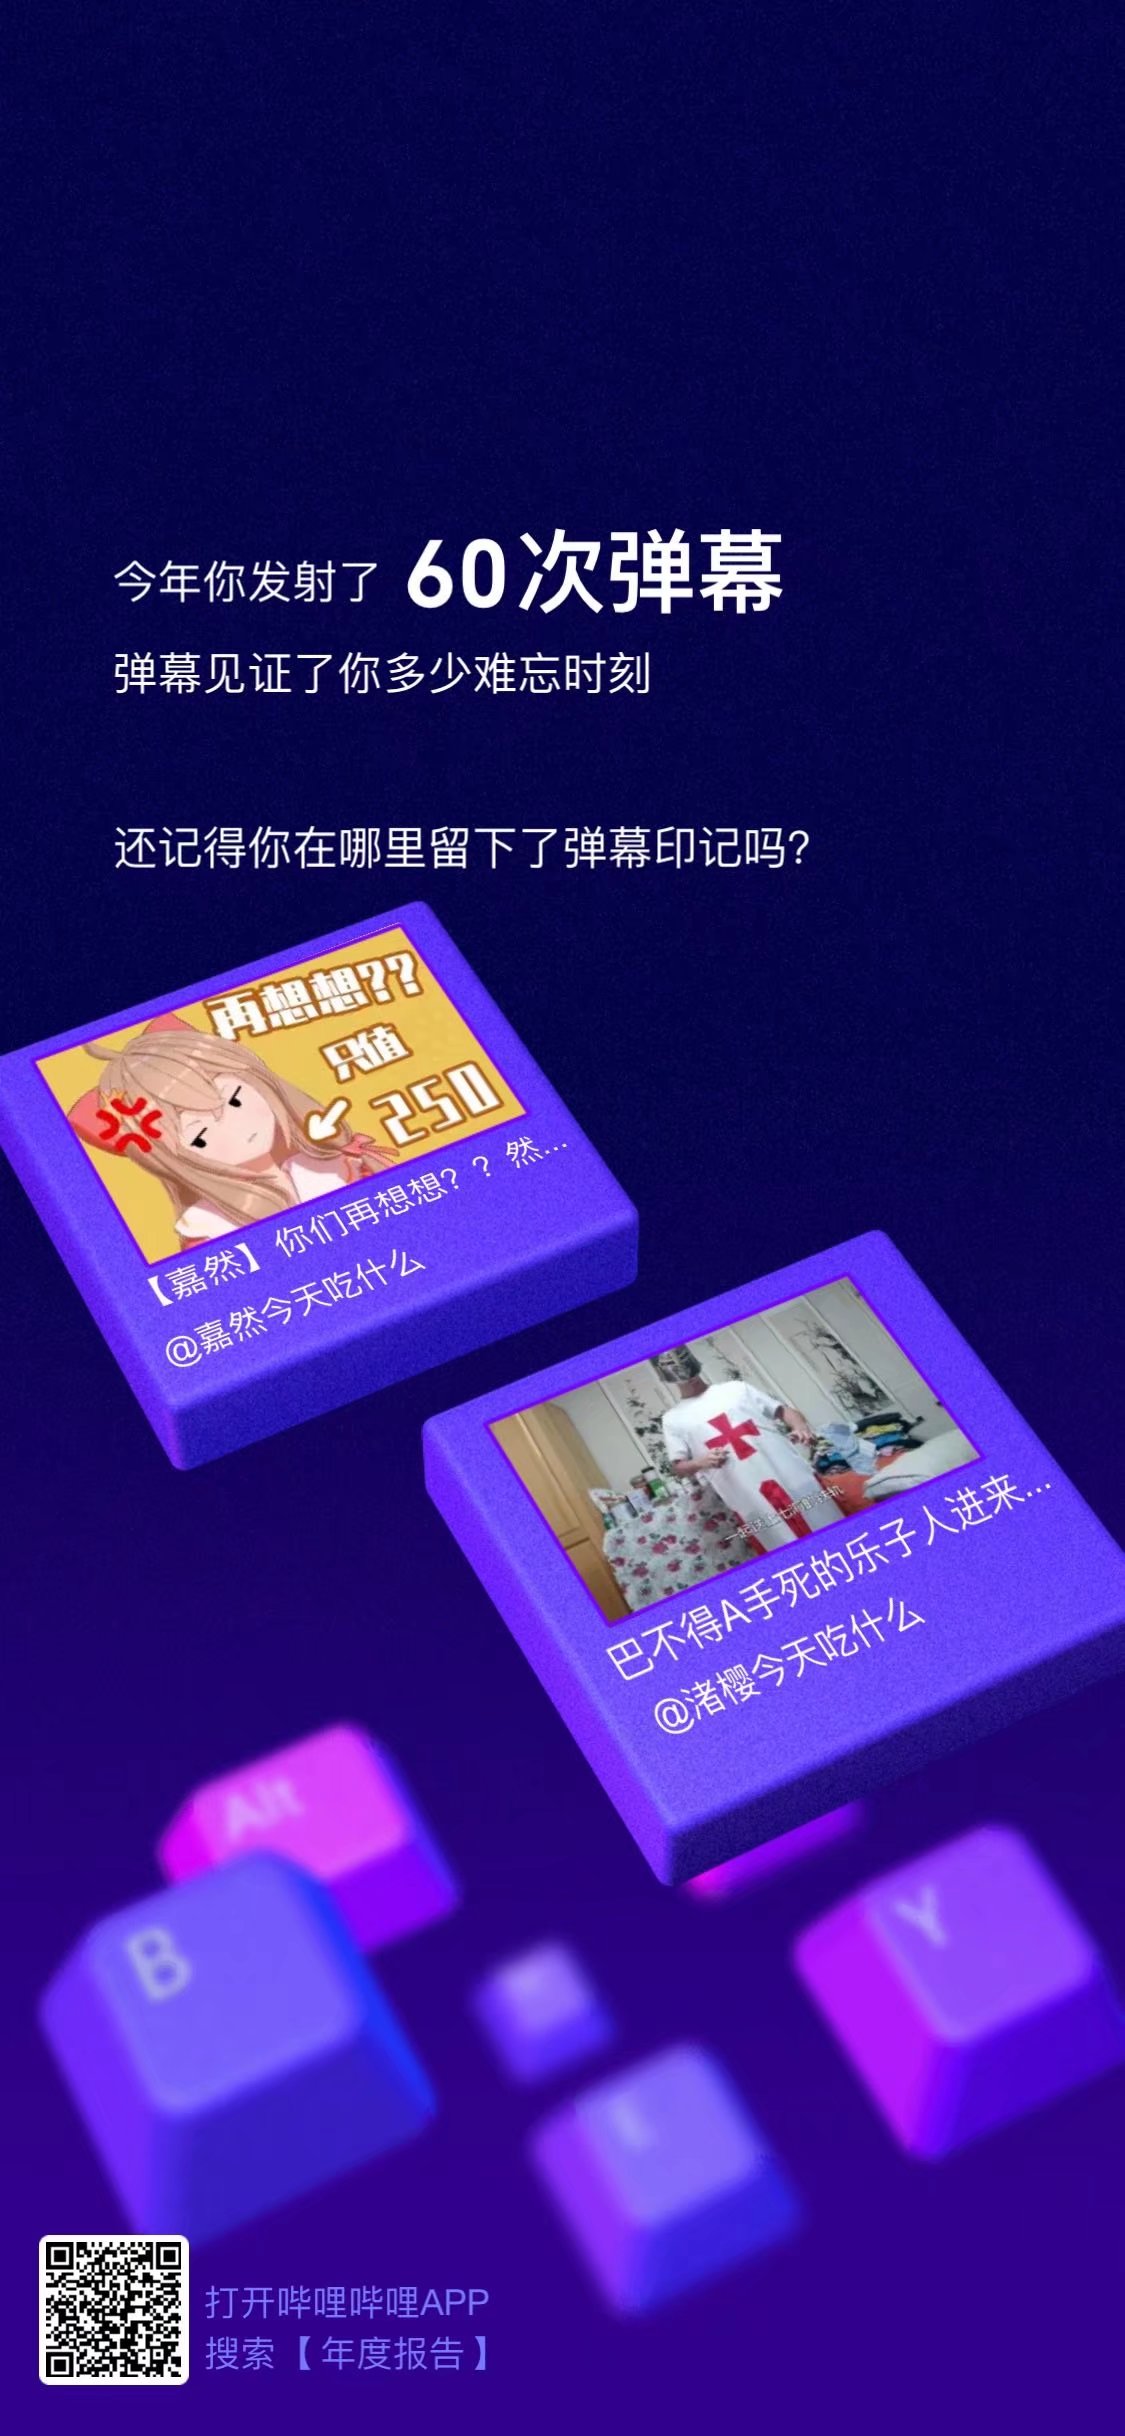 今年你发射了 60次弹幕
弹幕见证了你多少难忘时刻
还记得你在哪里留下了弹幕印记吗?
再想想??
只值
250
【嘉然】你们再想想？？然...
@嘉然今天吃什么
巴不得A手死的乐子人进来...
@渚樱今天吃什么
Alt
B
Y
打开哔哩哔哩APP
搜索【年度报告】